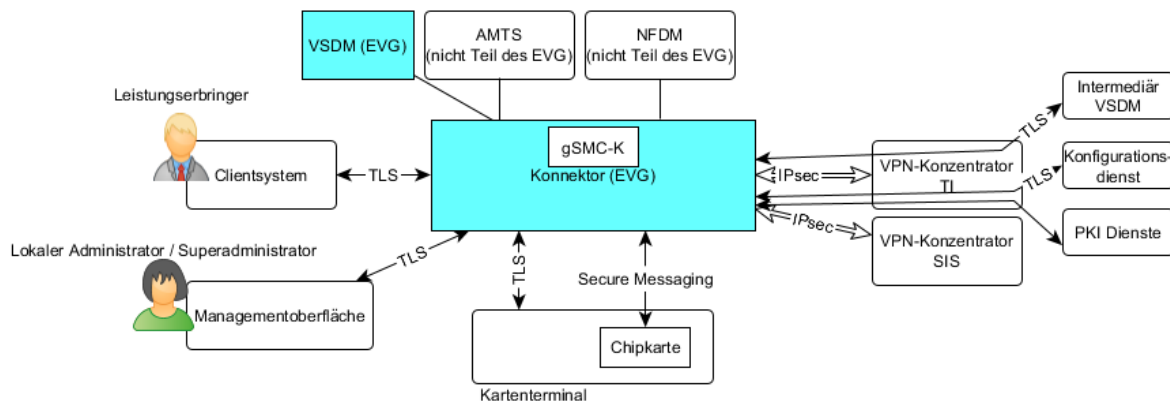 VSDM (EVG)
AMTS
(nicht Teil des EVG)
NFDM
(nicht Teil des EVG)
Leistungserbringer
Clientsystem
TLS
gSMC-K
Konnektor (EVG)
TLS
Intermediär
VSDM
IPsec
VPN-Konzentrator
TI
TLS
Konfigurations-
dienst
IPsec
VPN-Konzentrator
SIS
PKI Dienste
Lokaler Administrator / Superadministrator
TLS
Managementoberfläche
TLS
Secure Messaging
Chipkarte
Kartenterminal